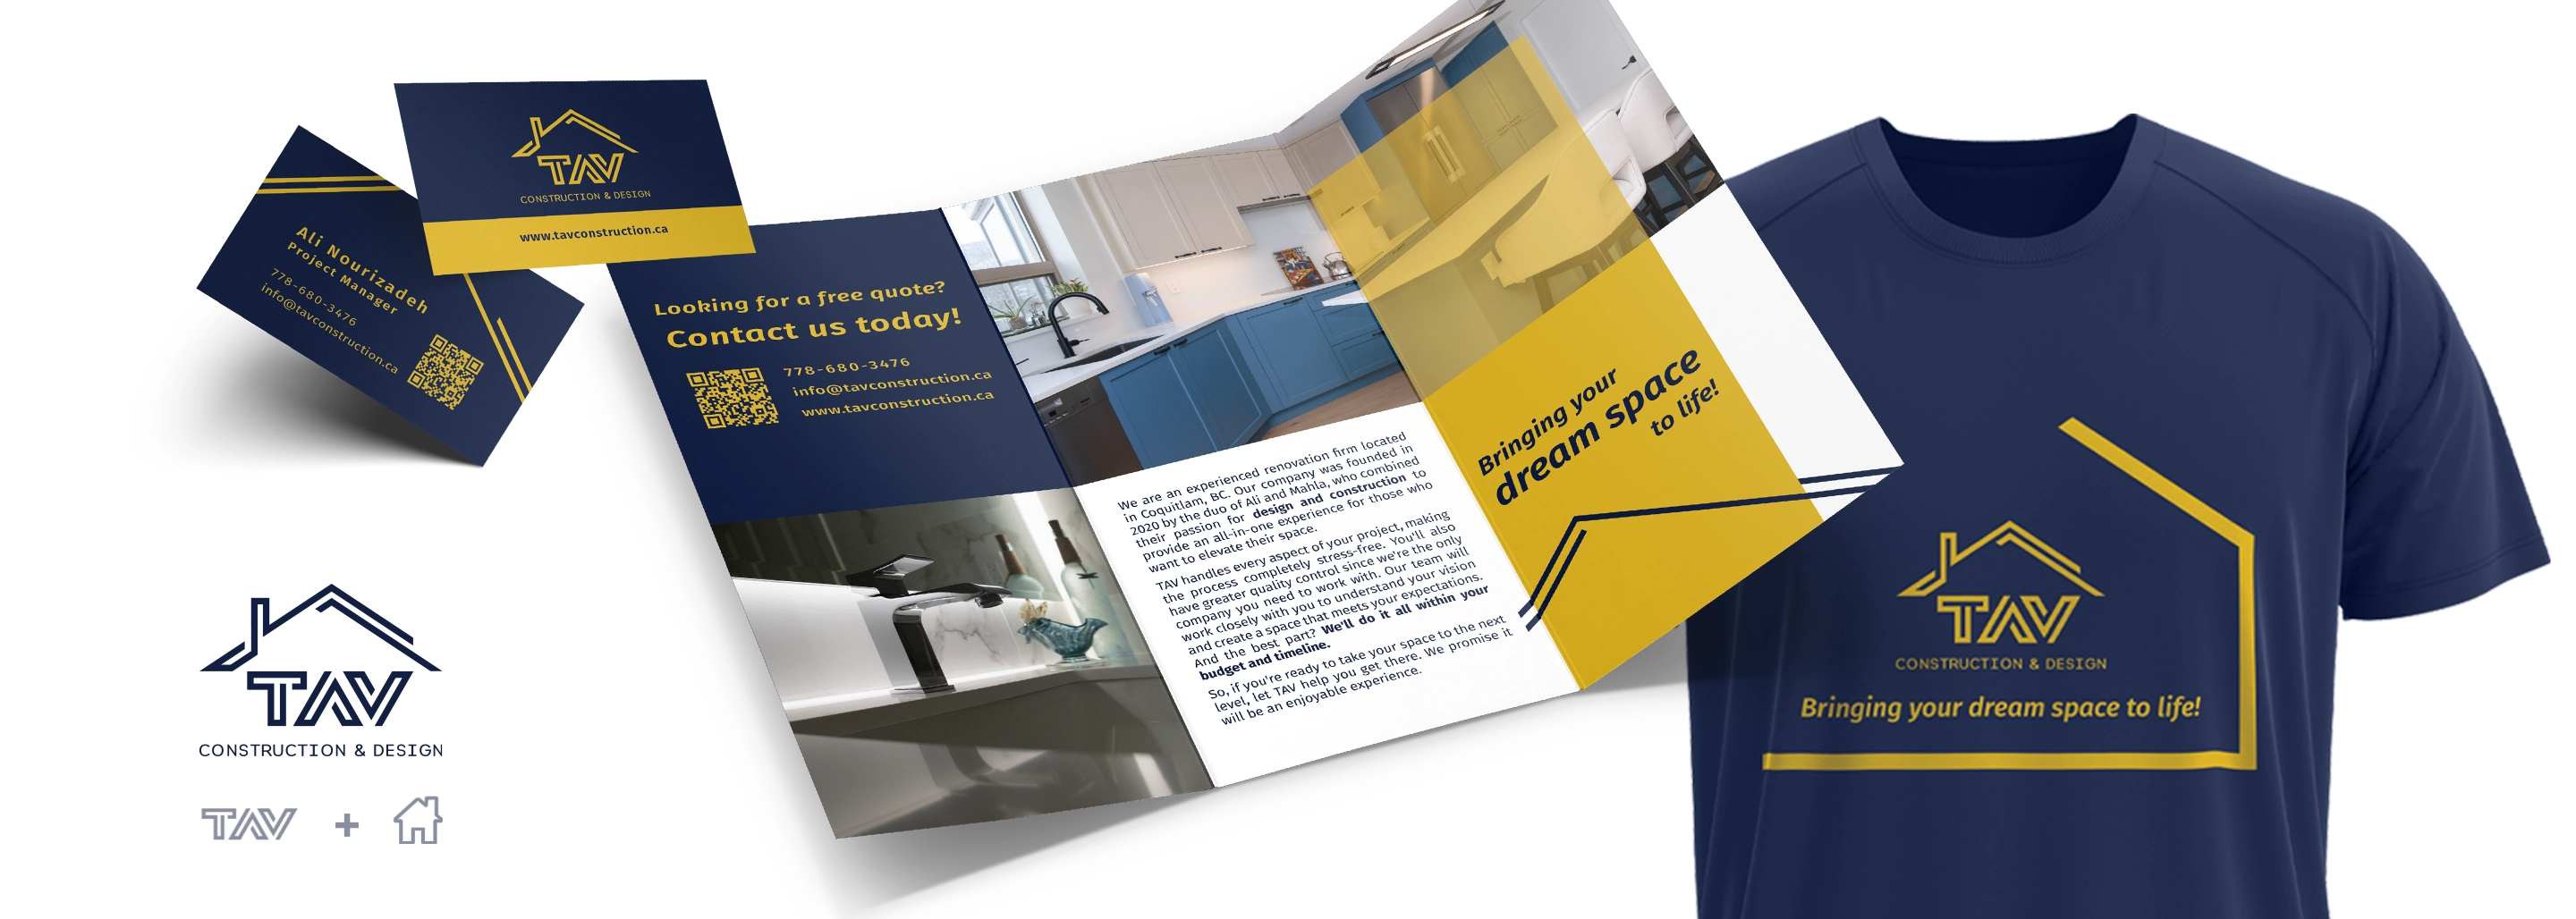 TAV
CONSTRUCTION & DESIGN
www.tavconstruction.ca
Ali Nourizadeh
Project Manager
778-680-3476
info@tavconstruction.ca
TAV
CONSTRUCTION & DESIGN
TAV
+
Looking for a free quote?
Contact us today!
778-680-3476
info@tavconstruction.ca
www.tavconstruction.ca
We are an experienced renovation firm located
in Coquitlam, BC. Our company was founded in
2020 by the duo of Ali and Mahla, who combined
their passion for design and construction to
provide an all-in-one experience for those who
want to elevate their space.
TAV handles every aspect of your project, making
the process completely stress-free. You'll also
have greater quality control since we're the only
company you need to work with. Our team will
work closely with you to understand your vision
and create a space that meets your expectations.
And the best part? We'll do it all within your
budget and timeline.
So, if you're ready to take your space to the next
level, let TAV help you get there. We promise it
will be an enjoyable experience.
Bringing your
dream space
to life!
TAV
CONSTRUCTION & DESIGN
Bringing your dream space to life!